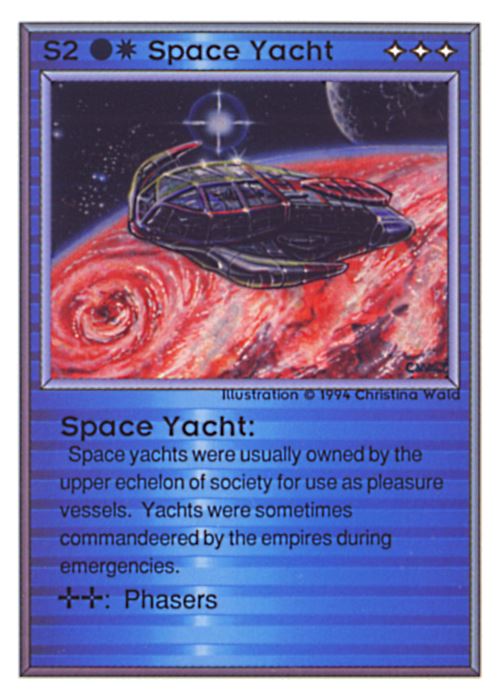 S2 Space Yacht
Illustration © 1994 Christina Wald
Space Yacht:
Space yachts were usually owned by the
upper echelon of society for use as pleasure
vessels. Yachts were sometimes
commandeered by the empires during
emergencies.
: Phasers